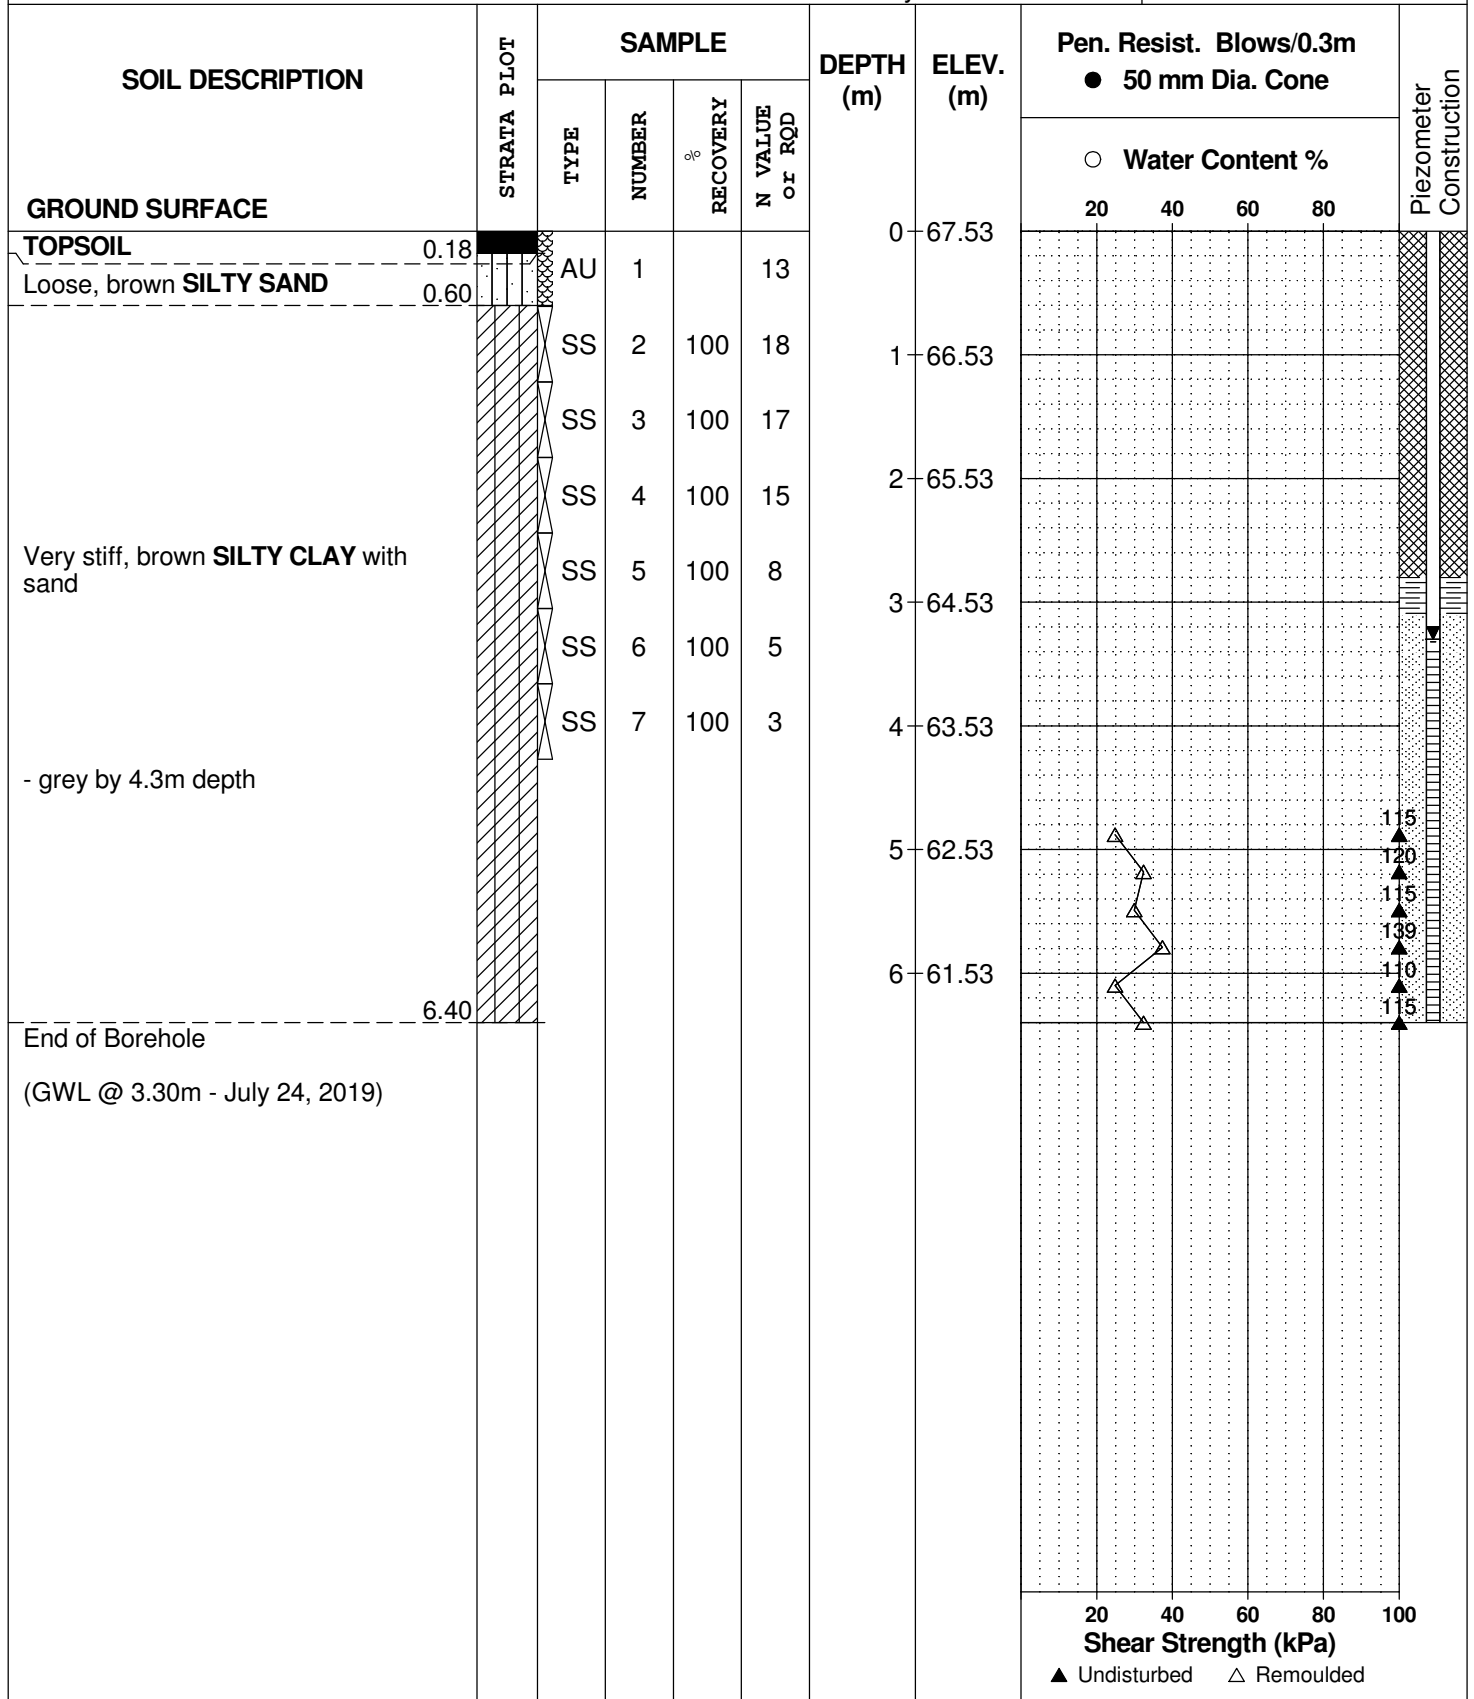 SOIL DESCRIPTION
STRATA PLOT
SAMPLE
TYPE
NUMBER
%
RECOVERY
N VALUE
or RQD
DEPTH
(m)
ELEV.
(m)
Pen. Resist. Blows/0.3m
● 50 mm Dia. Cone
○ Water Content %
20 40 60 80
Piezometer
Construction
GROUND SURFACE
0 67.53
TOPSOIL 0.18
AU 1 13
Loose, brown SILTY SAND 0.60
SS 2 100 18
1 66.53
SS 3 100 17
2 65.53
SS 4 100 15
Very stiff, brown SILTY CLAY with
sand
SS 5 100 8
3 64.53
SS 6 100 5
SS 7 100 3
4 63.53
- grey by 4.3m depth
115
5 62.53
120
115
139
6 61.53
110
115
6.40
End of Borehole
(GWL @ 3.30m - July 24, 2019)
20 40 60 80 100
Shear Strength (kPa)
▲ Undisturbed △ Remoulded